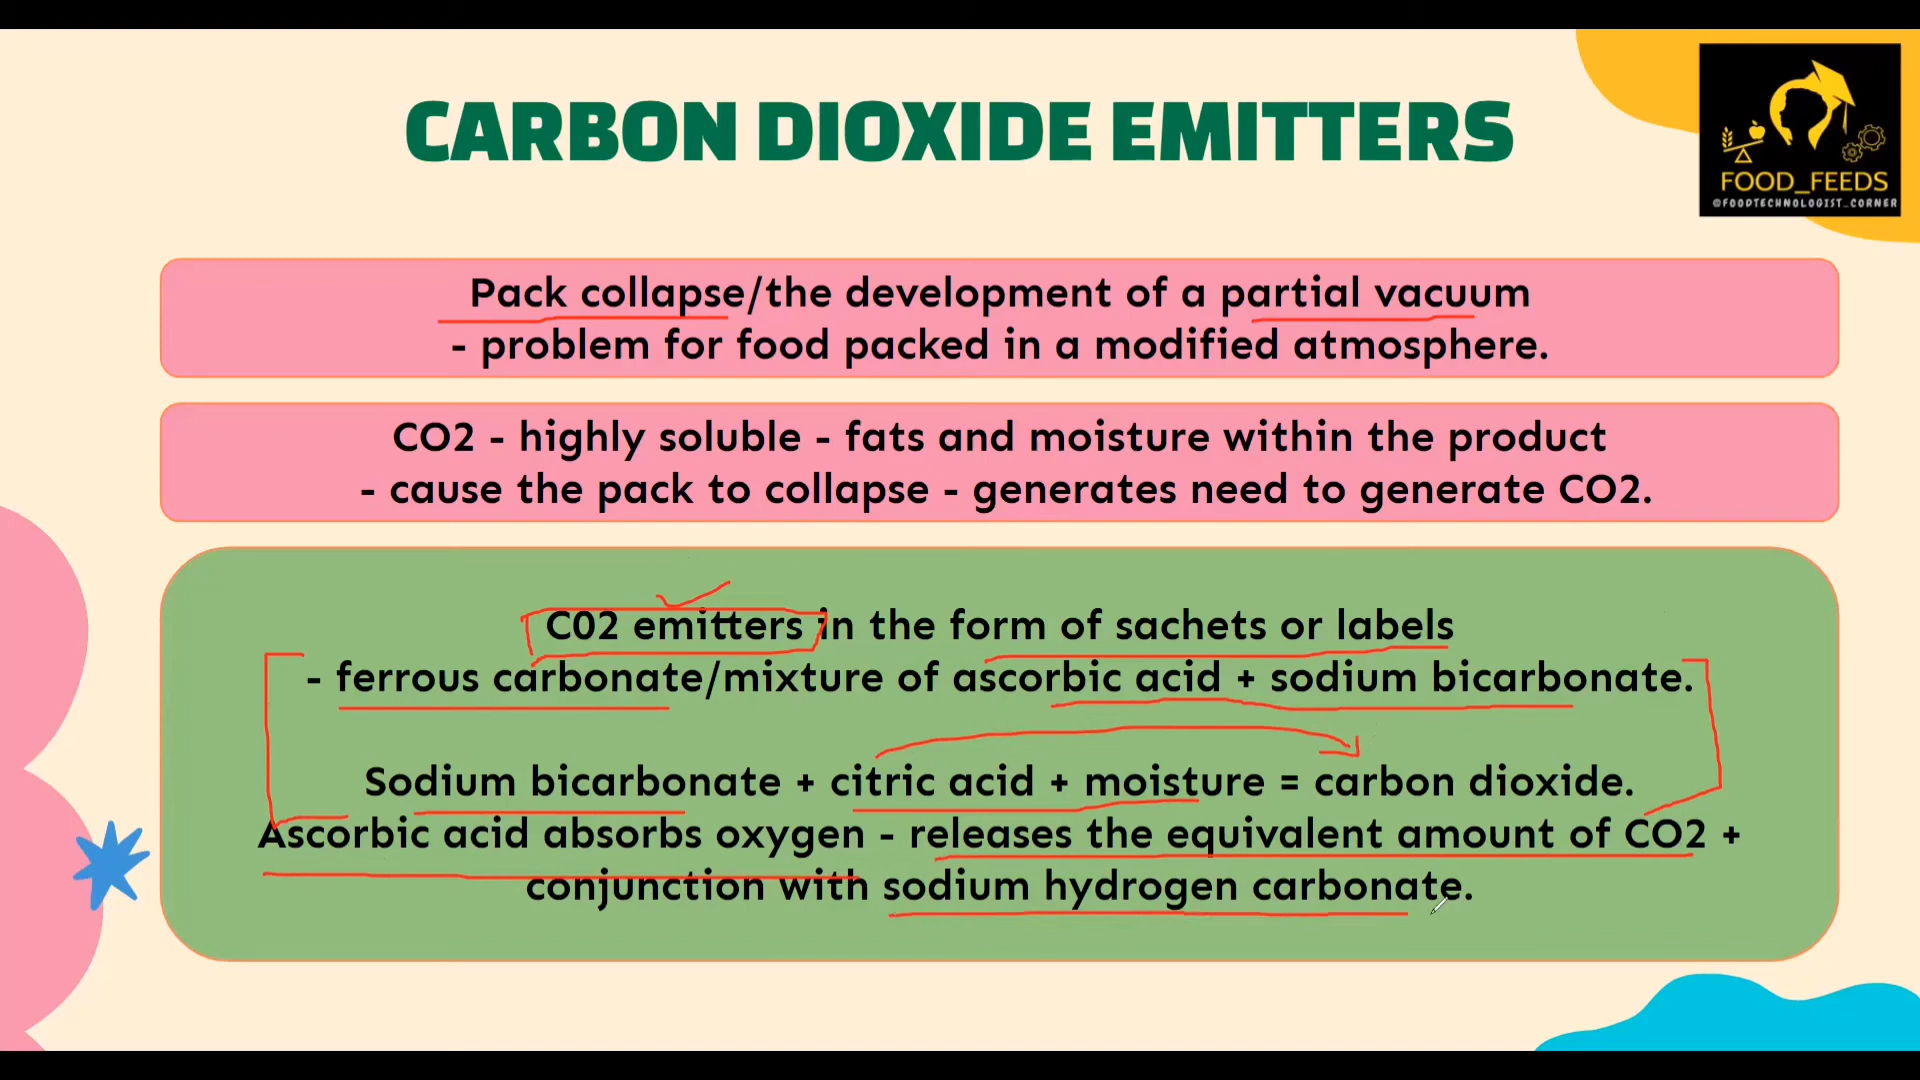 CARBON DIOXIDE EMITTERS
FOOD_FEEDS
@FOODTECHNOLOGIST_CORNER
Pack collapse/the development of a partial vacuum
- problem for food packed in a modified atmosphere.
CO2 - highly soluble - fats and moisture within the product
- cause the pack to collapse - generates need to generate CO2.
C02 emitters in the form of sachets or labels
- ferrous carbonate/mixture of ascorbic acid + sodium bicarbonate.
Sodium bicarbonate + citric acid + moisture = carbon dioxide.
Ascorbic acid absorbs oxygen - releases the equivalent amount of CO2 +
conjunction with sodium hydrogen carbonate.